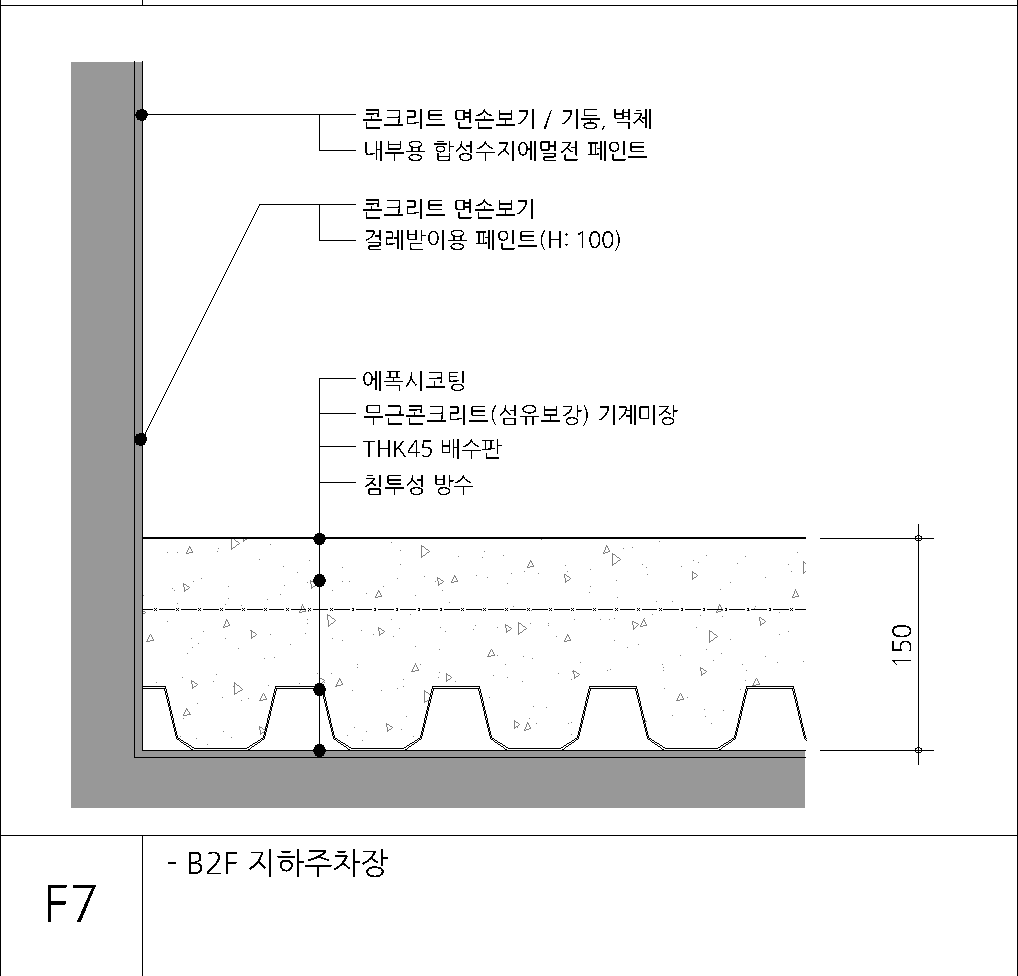 콘크리트 면손보기 / 기둥, 벽체
내부용 합성수지에멀전 페인트
콘크리트 면손보기
걸레받이용 페인트(H: 100)
에폭시코팅
무근콘크리트(섬유보강) 기계미장
THK45 배수판
침투성 방수
150
F7
- B2F 지하주차장